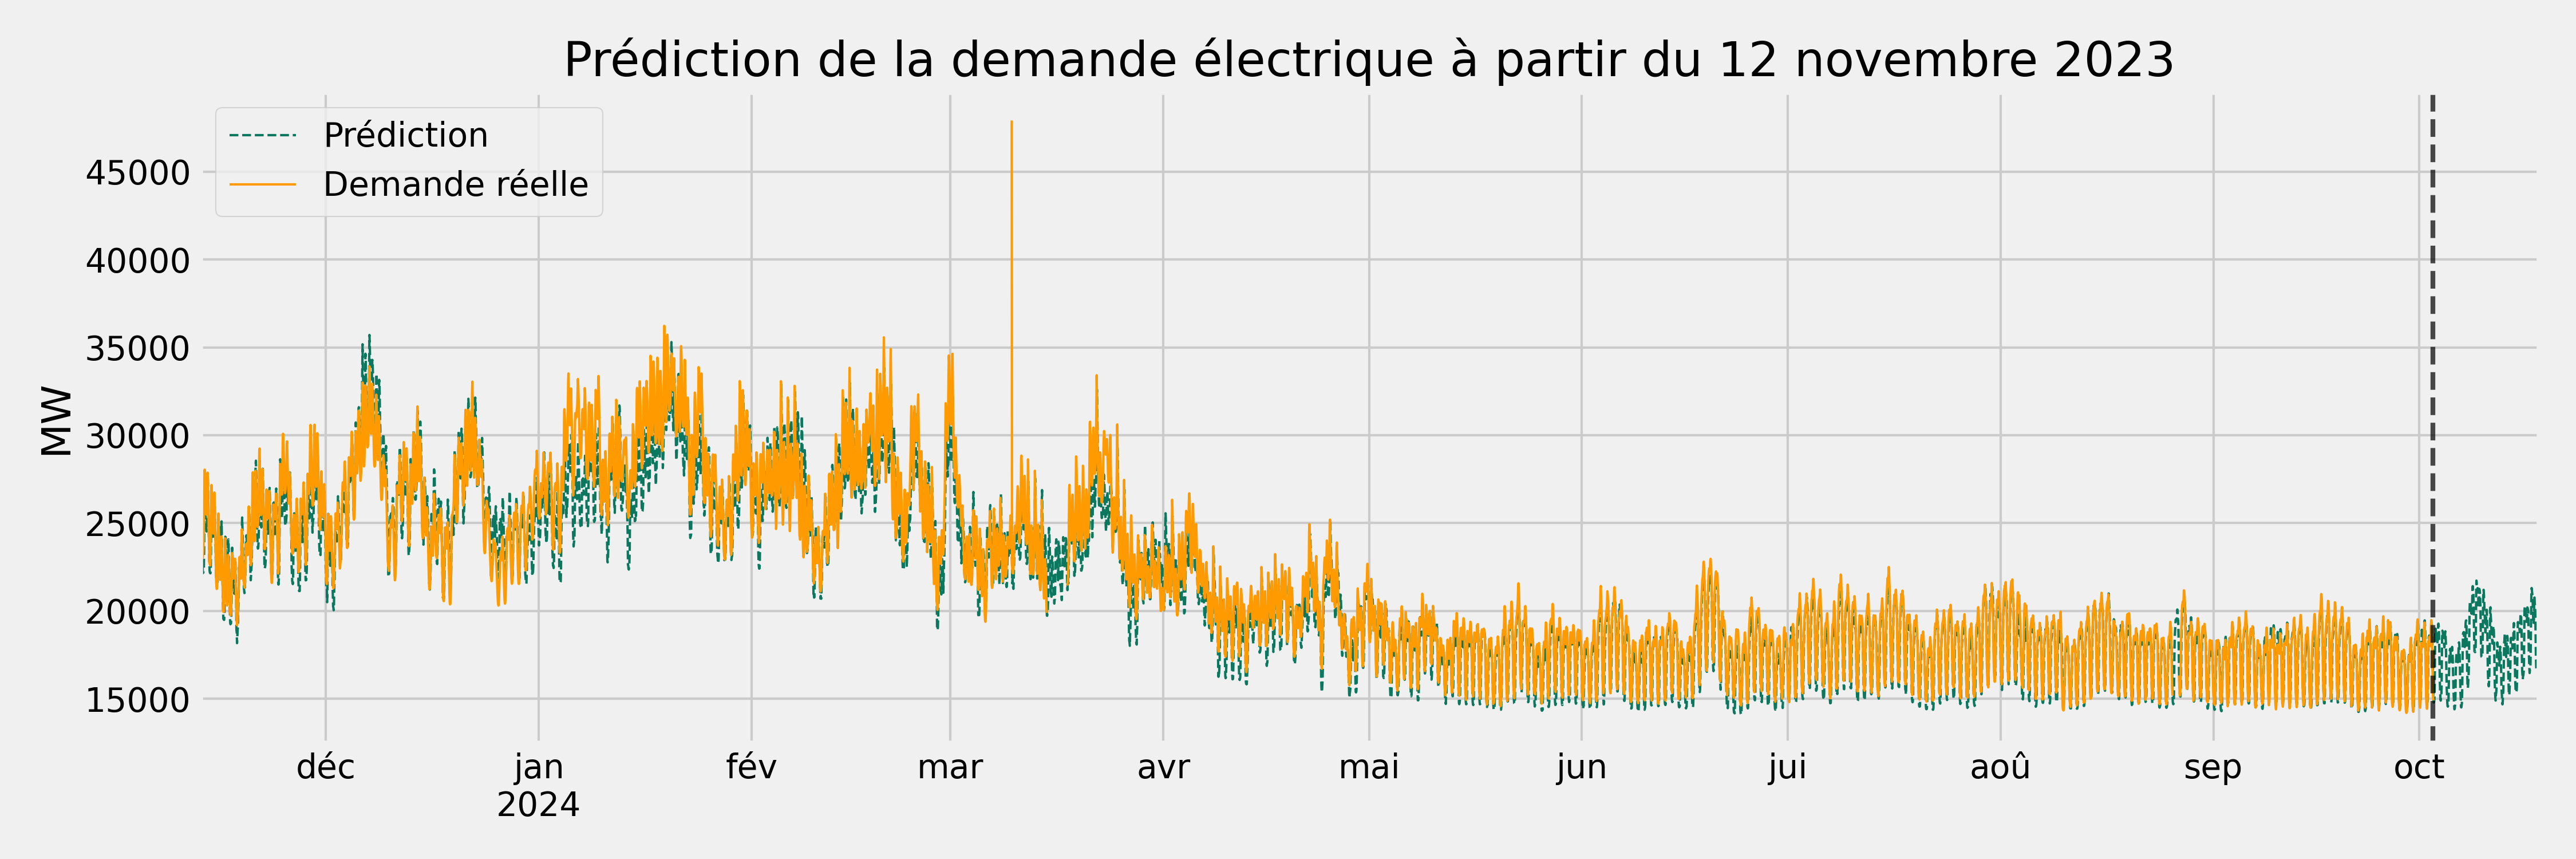 Prédiction de la demande électrique à partir du 12 novembre 2023
Prédiction
Demande réelle
45000
40000
35000
30000
25000
20000
15000
MW
déc jan fév mar avr mai jun jui aoû sep oct
2024